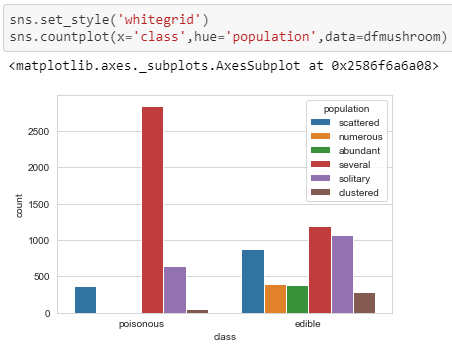 sns.set_style('whitegrid')
sns.countplot(x='class',hue='population',data=dfmushroom)
<matplotlib.axes._subplots.AxesSubplot at 0x2586f6a6a08>
population
scattered
numerous
abundant
several
solitary
clustered
2500
2000
1500
1000
500
0
count
poisonous
edible
class